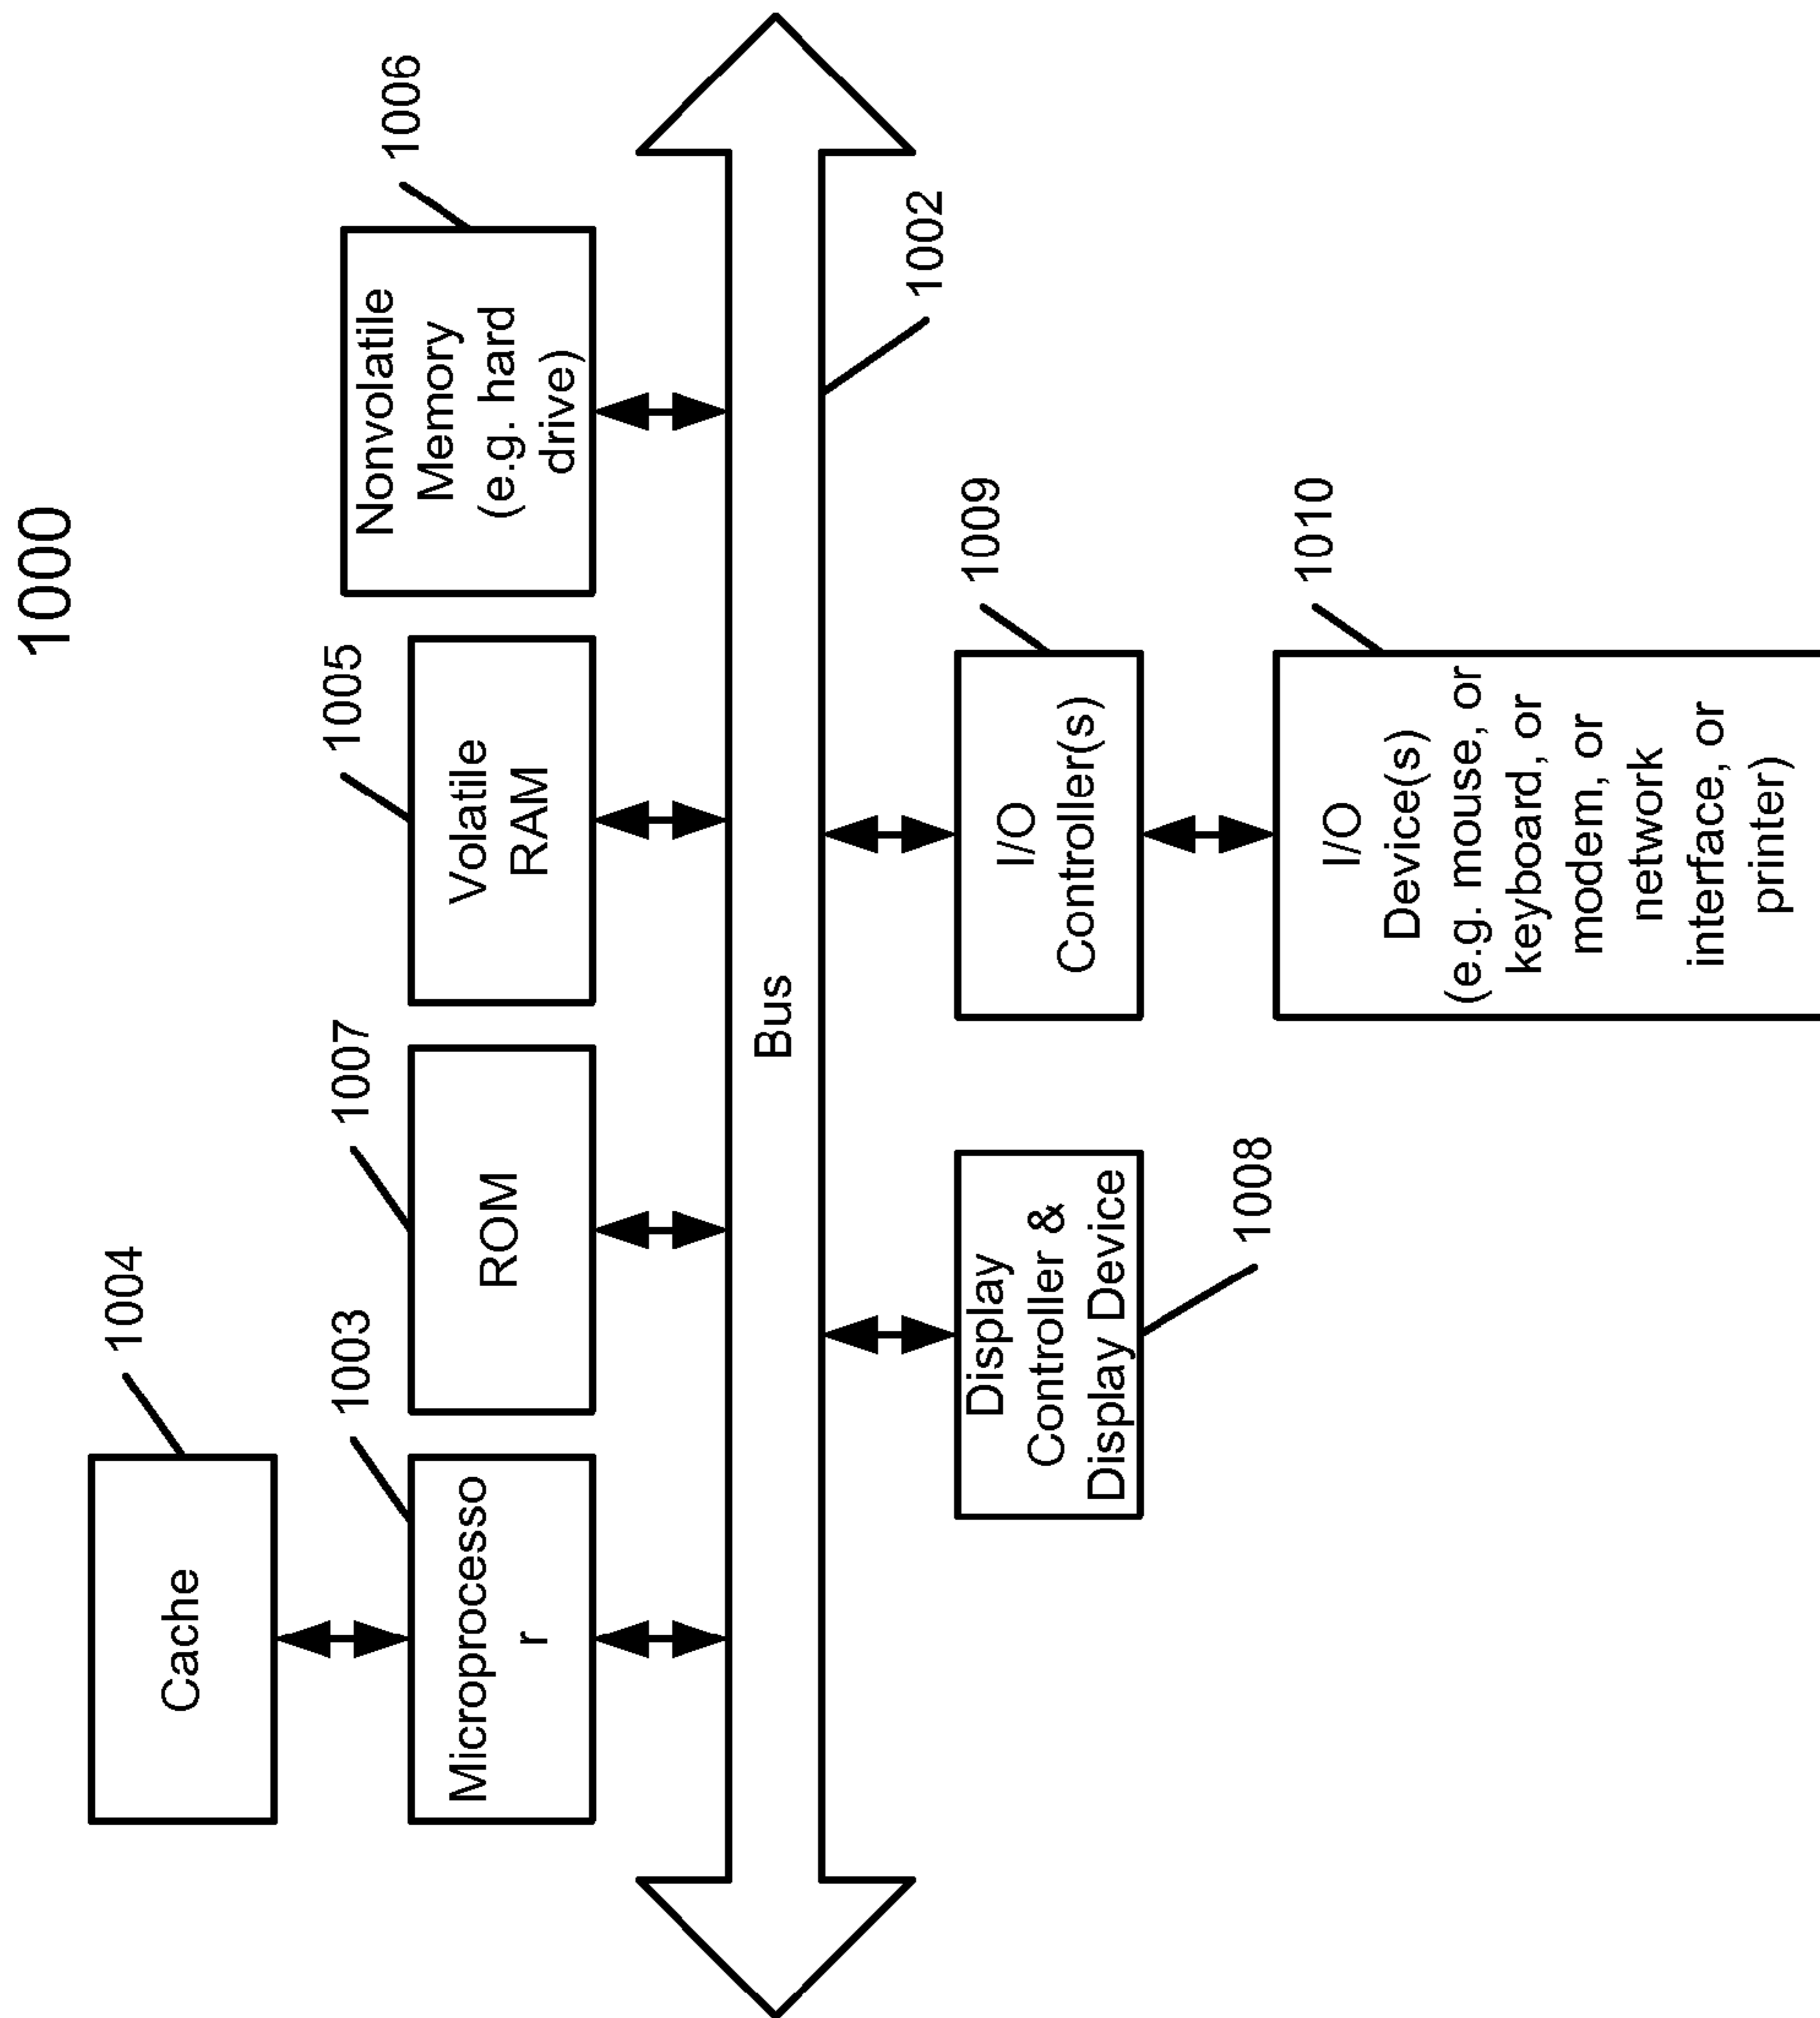 1000
Cache
1004
Microprocesso
r
1003
ROM
1007
Volatile
RAM
1005
Nonvolatile
Memory
(e.g. hard
drive)
1006
Bus
1002
Display
Controller &
Display Device
1008
I/O
Controller(s)
1009
I/O
Device(s)
(e.g. mouse, or
keyboard, or
modem, or
network
interface, or
printer)
1010